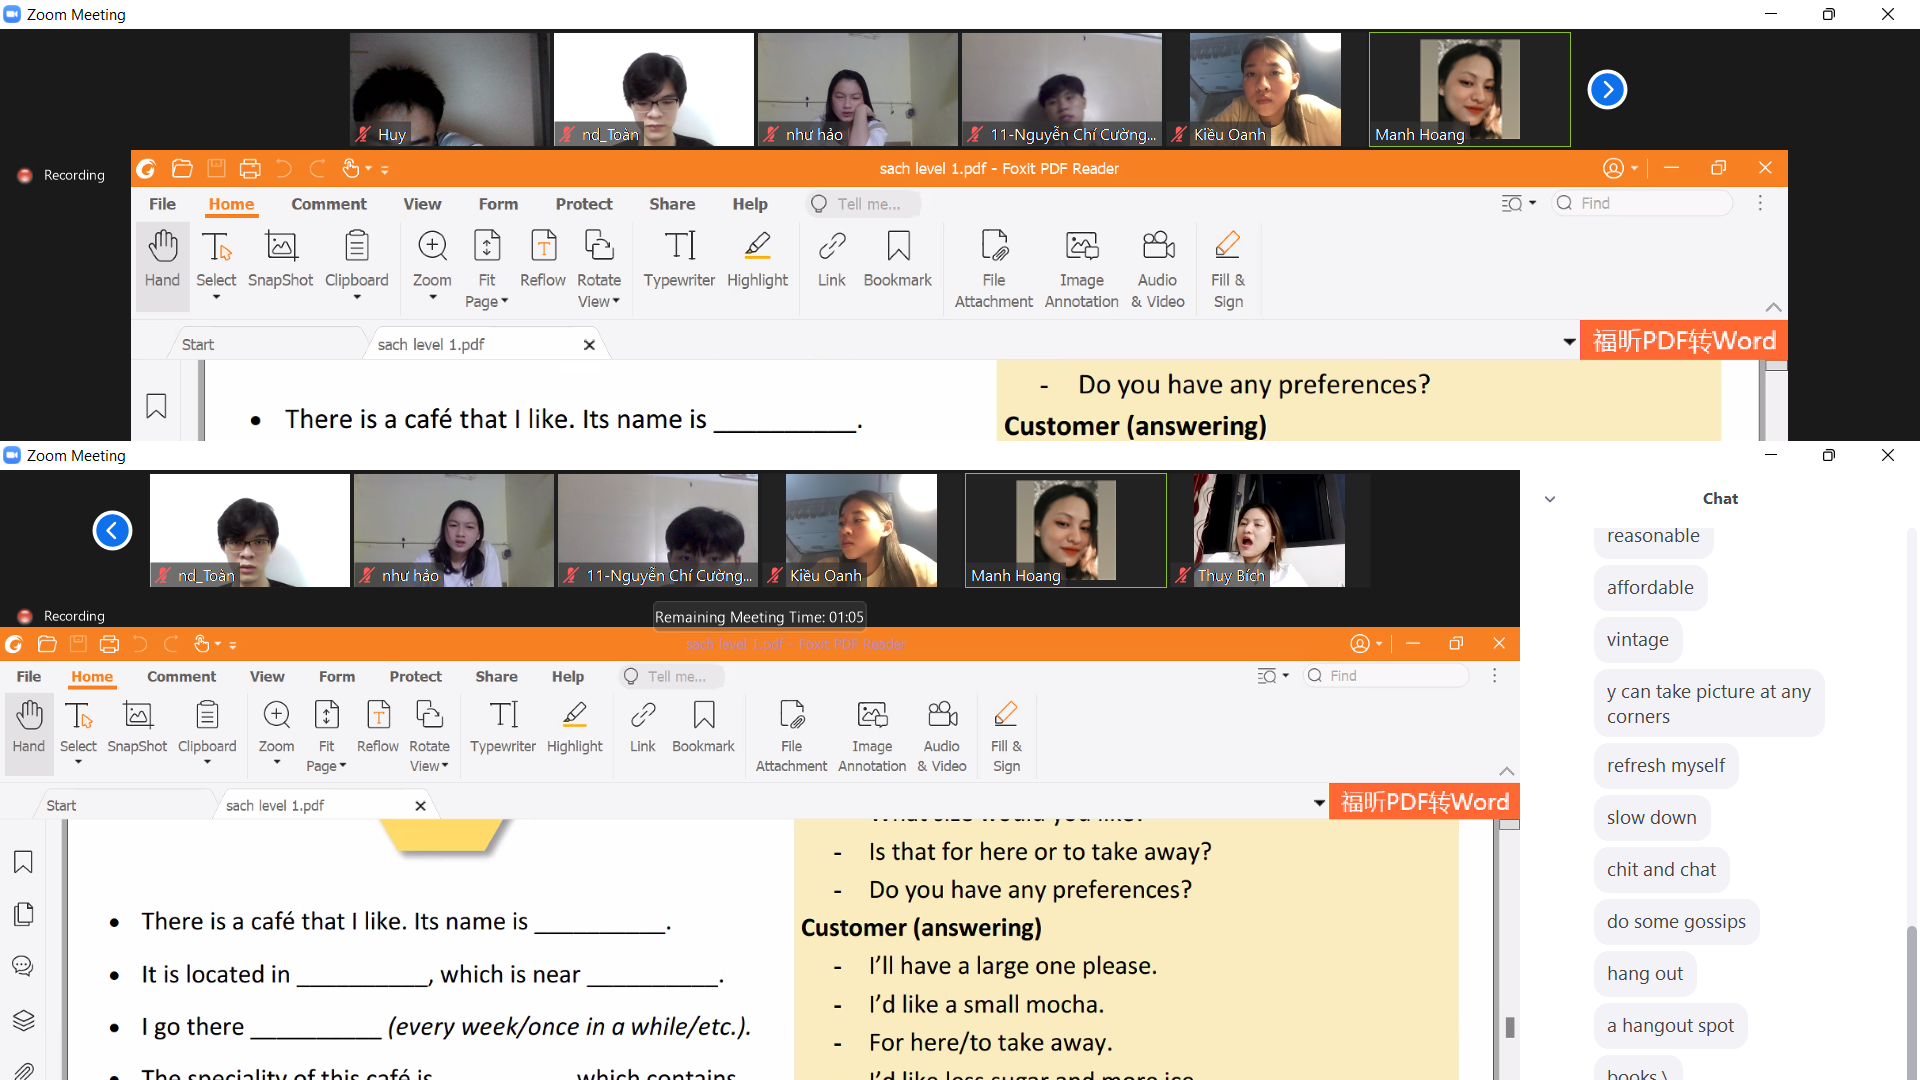 Zoom Meeting
Huy
nd_Toàn
như hảo
11-Nguyễn Chí Cường...
Kiều Oanh
Manh Hoang
Recording
sach level 1.pdf - Foxit PDF Reader
File Home Comment View Form Protect Share Help Tell me... Find
Hand Select SnapShot Clipboard Zoom Fit Page Reflow Rotate View Typewriter Highlight Link Bookmark File Attachment Image Annotation Audio & Video Fill & Sign
Start
sach level 1.pdf
福昕PDF转Word
- Do you have any preferences?
• There is a café that I like. Its name is __________.
Customer (answering)
Zoom Meeting
nd_Toàn
như hảo
11-Nguyễn Chí Cường...
Kiều Oanh
Manh Hoang
Thuy Bích
Recording
Remaining Meeting Time: 01:05
sach level 1.pdf - Foxit PDF Reader
File Home Comment View Form Protect Share Help Tell me... Find
Hand Select SnapShot Clipboard Zoom Fit Page Reflow Rotate View Typewriter Highlight Link Bookmark File Attachment Image Annotation Audio & Video Fill & Sign
Start
sach level 1.pdf
福昕PDF转Word
• There is a café that I like. Its name is __________.
• It is located in __________, which is near __________.
• I go there __________ (every week/once in a while/etc.).
• The speciality of this café is __________ which contains
What size would you like?
- Is that for here or to take away?
- Do you have any preferences?
Customer (answering)
- I’ll have a large one please.
- I’d like a small mocha.
- For here/to take away.
I’d like less sugar and more ice
Chat
reasonable
affordable
vintage
y can take picture at any
corners
refresh myself
slow down
chit and chat
do some gossips
hang out
a hangout spot
books \